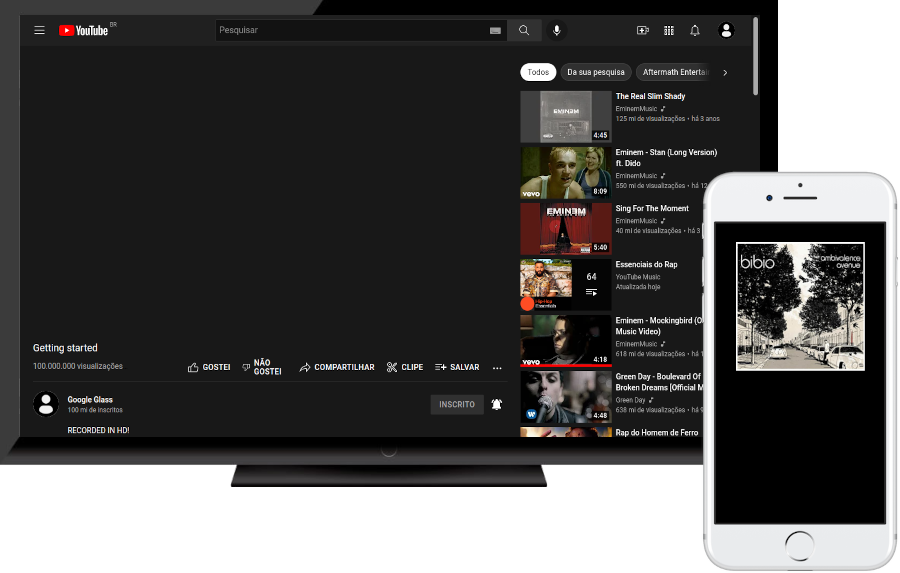 YouTube BR
Pesquisar
Todos
Da sua pesquisa
Aftermath Entertai
The Real Slim Shady
EminemMusic
125 mi de visualizações • há 3 anos
EMINEM
4:45
Eminem - Stan (Long Version)
ft. Dido
EminemMusic
550 mi de visualizações • há 12
vevo
8:09
Sing For The Moment
EminemMusic
40 mi de visualizações • há 3
EMINEM
5:40
Essenciais do Rap
YouTube Music
Atualizada hoje
64
Hip-Hop
Essentials
Eminem - Mockingbird (O
Music Video)
EminemMusic
618 mi de visualizações • há 1
vevo
4:18
Green Day - Boulevard Of
Broken Dreams [Official M
Green Day
638 mi de visualizações • há 9
4:48
Rap do Homem de Ferro
Getting started
100.000.000 visualizações
GOSTEI
NÃO
GOSTEI
COMPARTILHAR
CLIPE
SALVAR
Google Glass
100 mi de inscritos
INSCRITO
RECORDED IN HD!
bibio
ambivalence
avenue